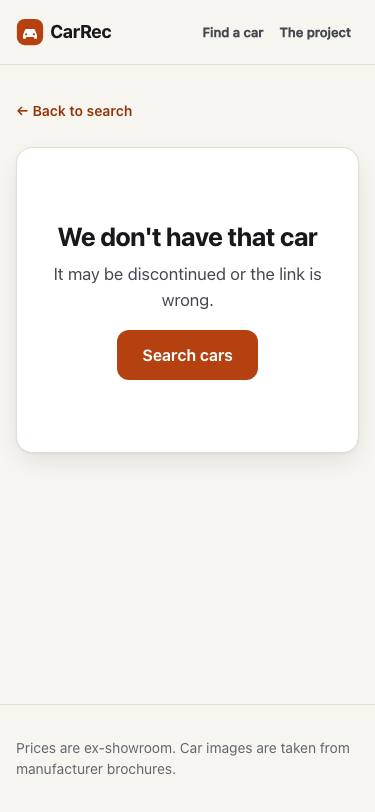 CarRec
Find a car
The project
← Back to search
We don't have that car
It may be discontinued or the link is
wrong.
Search cars
Prices are ex-showroom. Car images are taken from
manufacturer brochures.